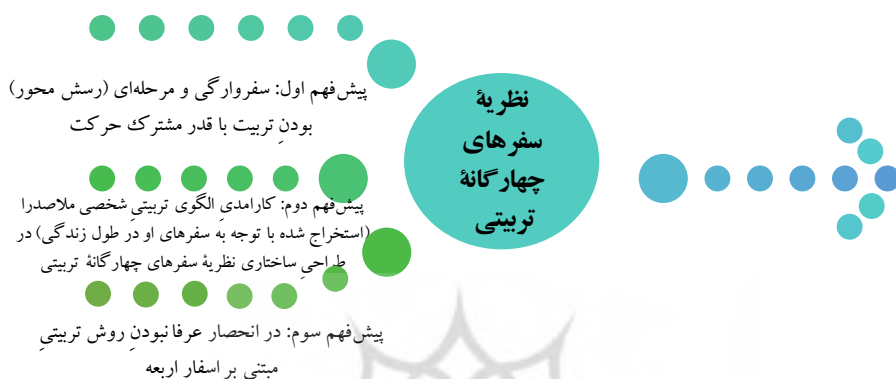 نظریهٔ
سفرهای
چهارگانهٔ
تربیتی
پیش‌فهم اول: سفروارگی و مرحله‌ای (رسش محور)
بودنِ تربیت با قدر مشترک حرکت
پیش‌فهم دوم: کارامدیِ الگوی تربیتیِ شخصی ملاصدرا
(استخراج شده با توجه به سفرهای او در طول زندگی) در
طراحیِ ساختاری نظریهٔ سفرهای چهارگانهٔ تربیتی
پیش‌فهم سوم: در انحصار عرفا نبودنِ روش تربیتیِ
مبتنی بر اسفار اربعه